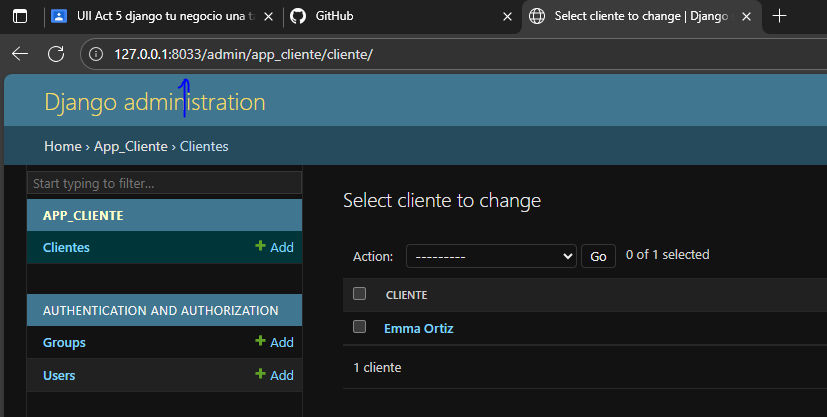 UII Act 5 django tu negocio una ta
GitHub
Select cliente to change | Django
127.0.0.1:8033/admin/app_cliente/cliente/
Django administration
Home › App_Cliente › Clientes
Start typing to filter...
APP_CLIENTE
Clientes
+ Add
AUTHENTICATION AND AUTHORIZATION
Groups
+ Add
Users
+ Add
Select cliente to change
Action:
---------
Go
0 of 1 selected
CLIENTE
Emma Ortiz
1 cliente